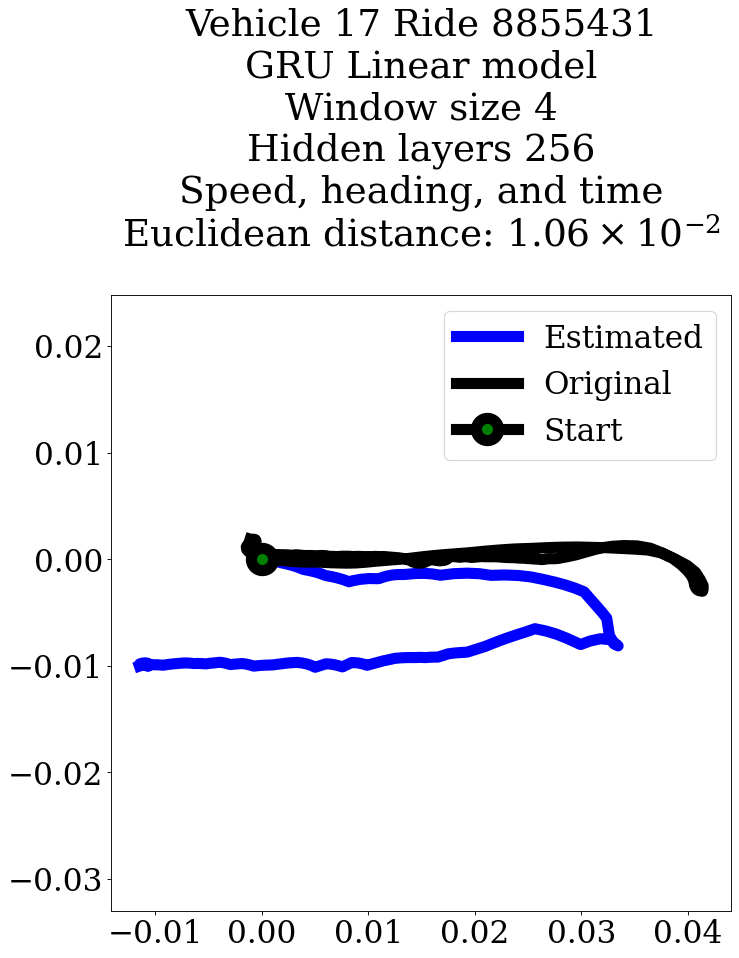 Vehicle 17 Ride 8855431
GRU Linear model
Window size 4
Hidden layers 256
Speed, heading, and time
Euclidean distance: 1.06 × 10⁻²
Estimated
Original
Start
0.02
0.01
0.00
−0.01
−0.02
−0.03
−0.01 0.00 0.01 0.02 0.03 0.04